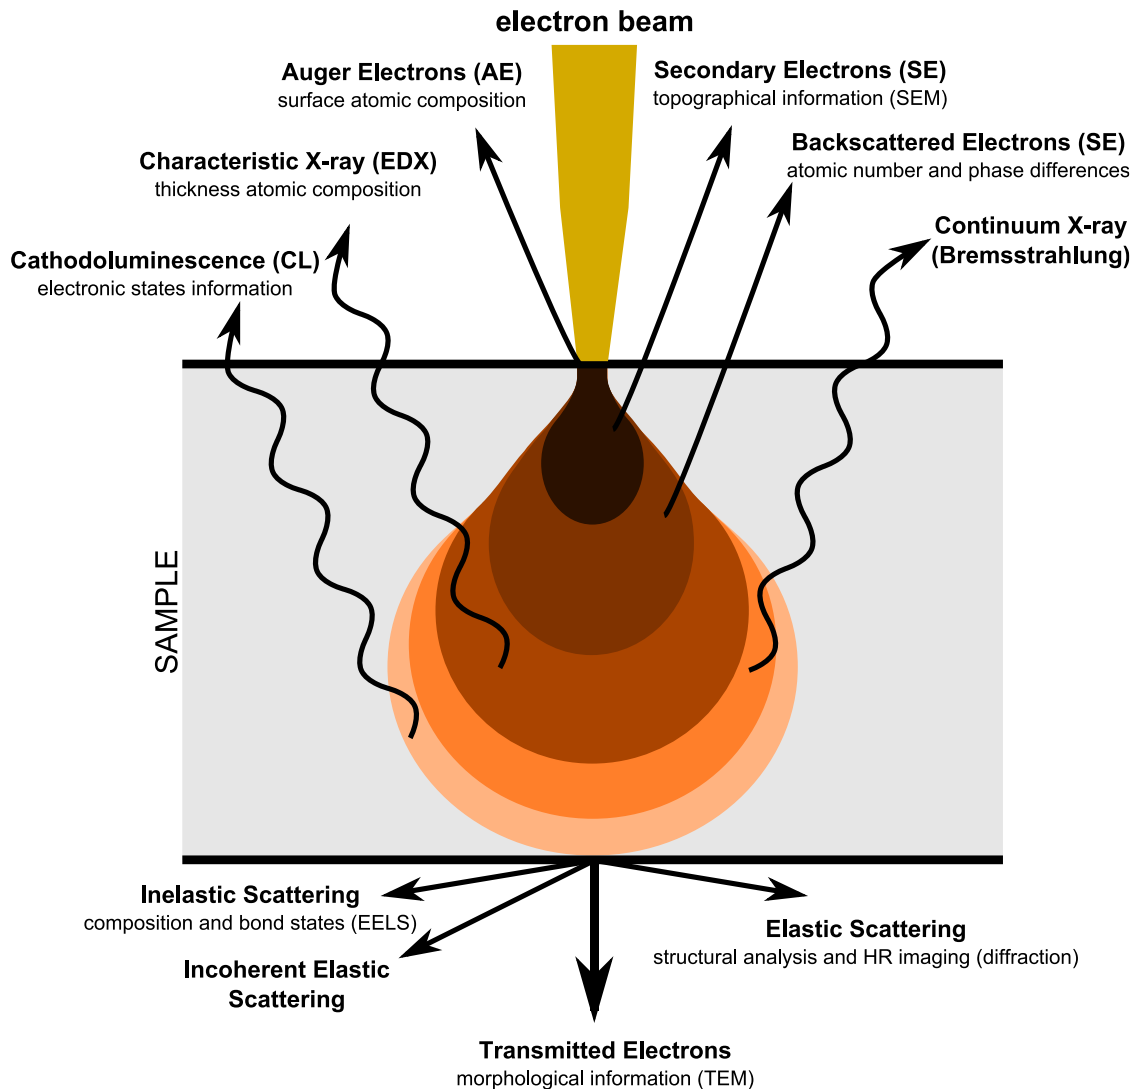 electron beam
Auger Electrons (AE)
surface atomic composition
Secondary Electrons (SE)
topographical information (SEM)
Characteristic X-ray (EDX)
thickness atomic composition
Backscattered Electrons (SE)
atomic number and phase differences
Cathodoluminescence (CL)
electronic states information
Continuum X-ray
(Bremsstrahlung)
SAMPLE
Inelastic Scattering
composition and bond states (EELS)
Incoherent Elastic
Scattering
Elastic Scattering
structural analysis and HR imaging (diffraction)
Transmitted Electrons
morphological information (TEM)